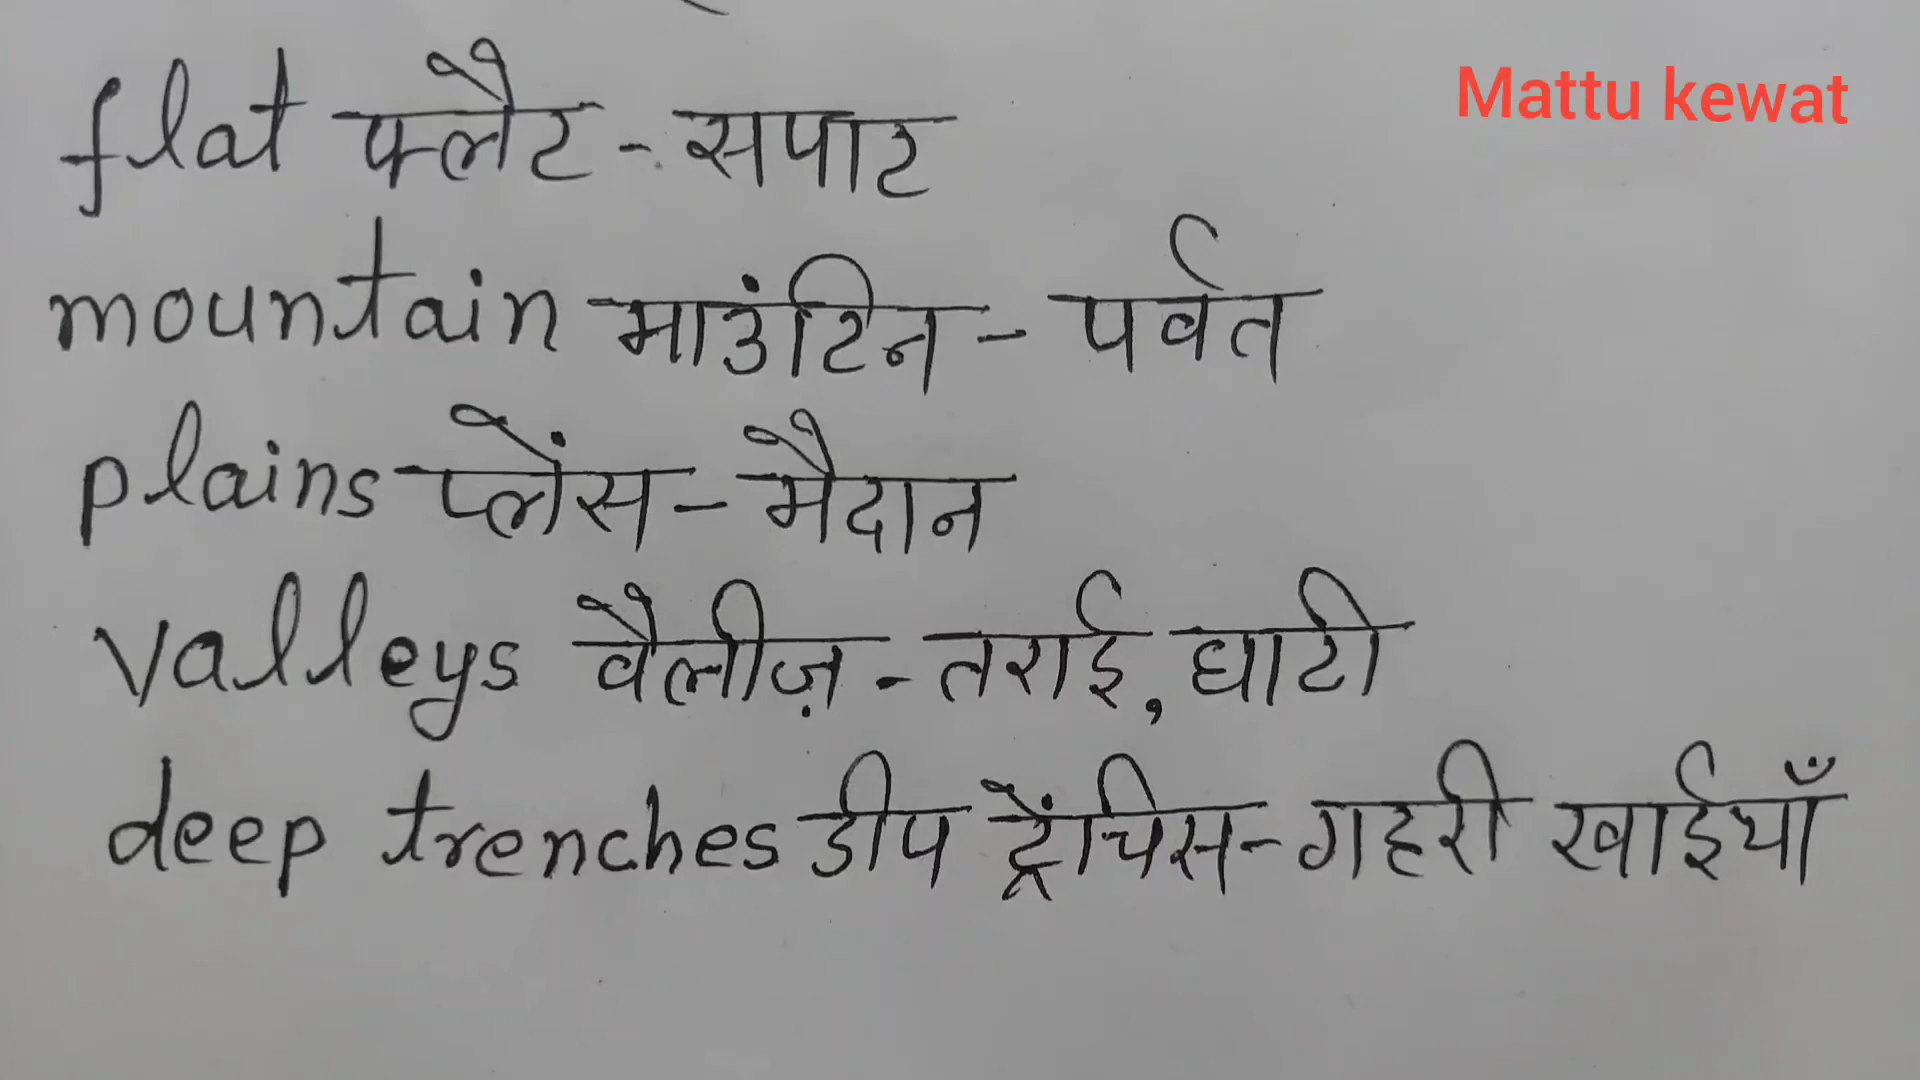 Mattu kewat
flat फ्लैट - सपाट
mountain माउंटिन - पर्वत
plains प्लेंस - मैदान
valleys वैलीज़ - तराई, घाटी
deep trenches डीप ट्रेंचिस - गहरी खाईयाँ